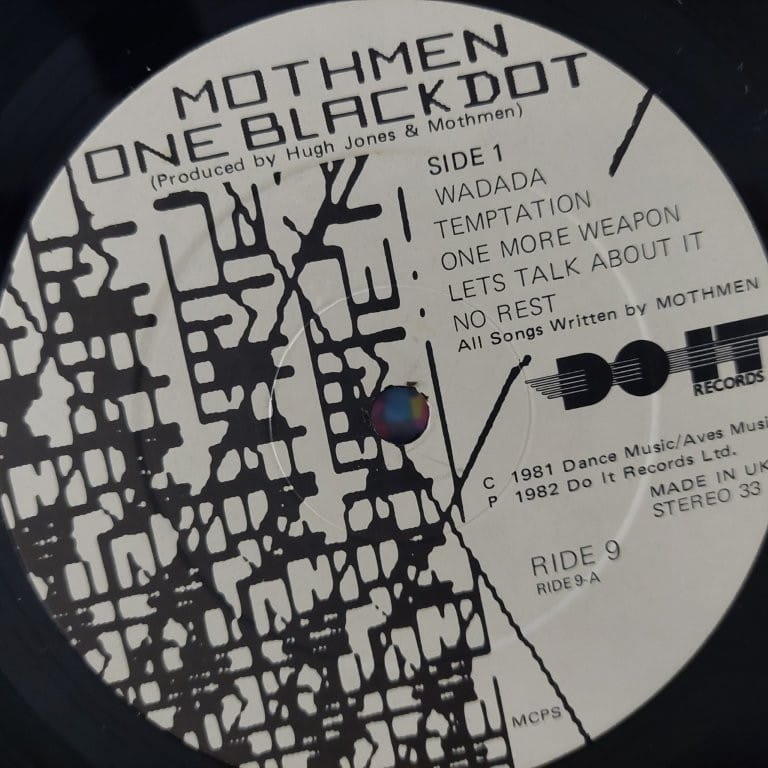 MOTHMEN
ONE BLACK DOT
(Produced by Hugh Jones & Mothmen)
SIDE 1
WADADA
TEMPTATION
ONE MORE WEAPON
LETS TALK ABOUT IT
NO REST
All Songs Written by MOTHMEN
DO IT
RECORDS
C 1981 Dance Music/Aves Musi
P 1982 Do It Records Ltd.
MADE IN UK
STEREO 33
RIDE 9
RIDE 9-A
MCPS